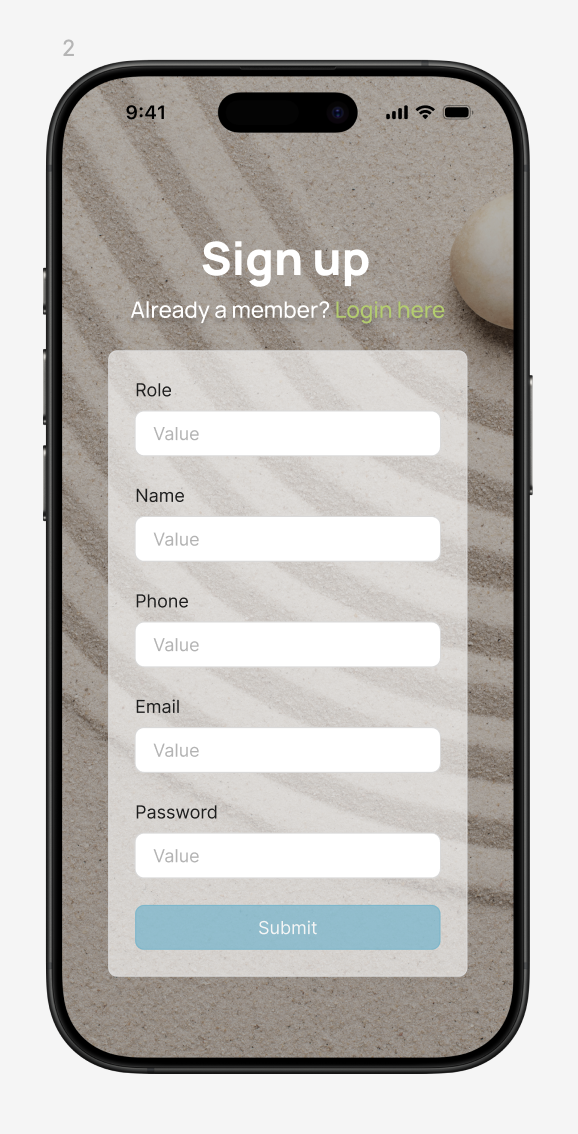 2
9:41
Sign up
Already a member? Login here
Role
Value
Name
Value
Phone
Value
Email
Value
Password
Value
Submit